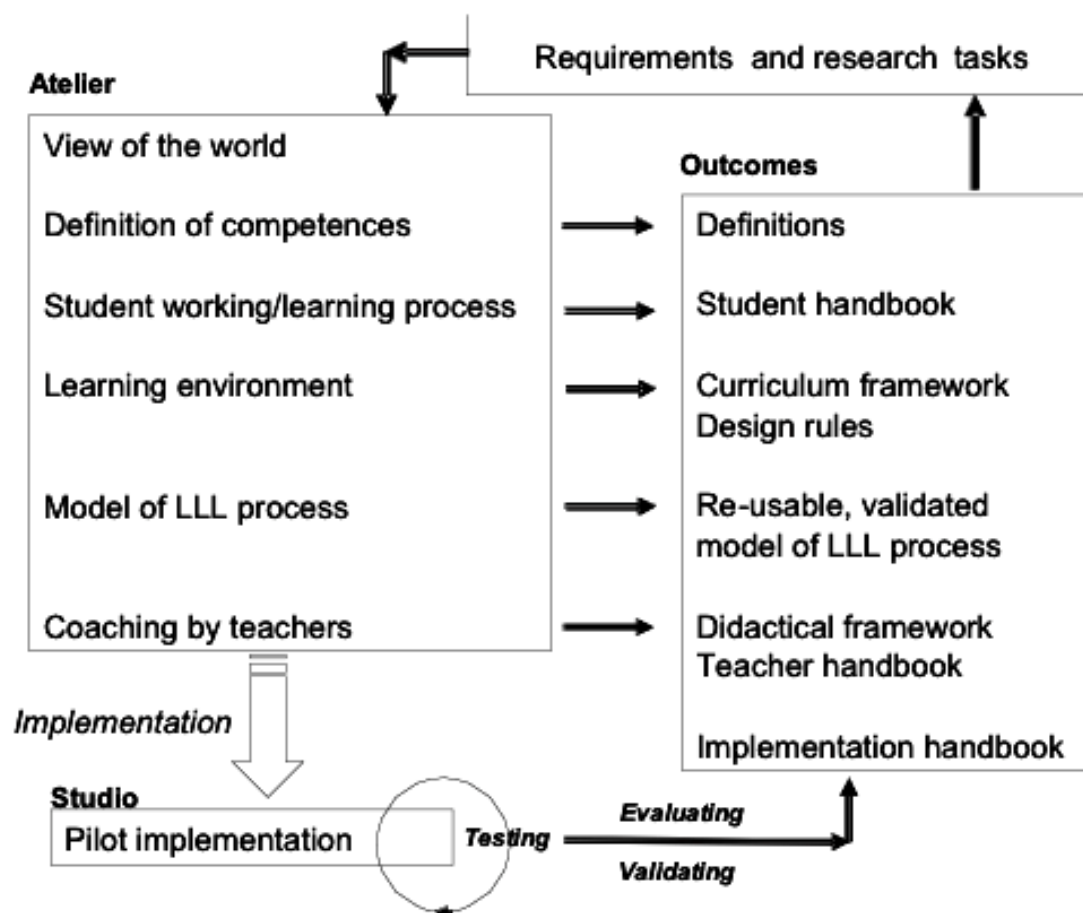 Requirements and research tasks
Atelier
View of the world
Definition of competences
Student working/learning process
Learning environment
Model of LLL process
Coaching by teachers
Outcomes
Definitions
Student handbook
Curriculum framework
Design rules
Re-usable, validated
model of LLL process
Didactical framework
Teacher handbook
Implementation handbook
Implementation
Studio
Pilot implementation
Testing
Evaluating
Validating